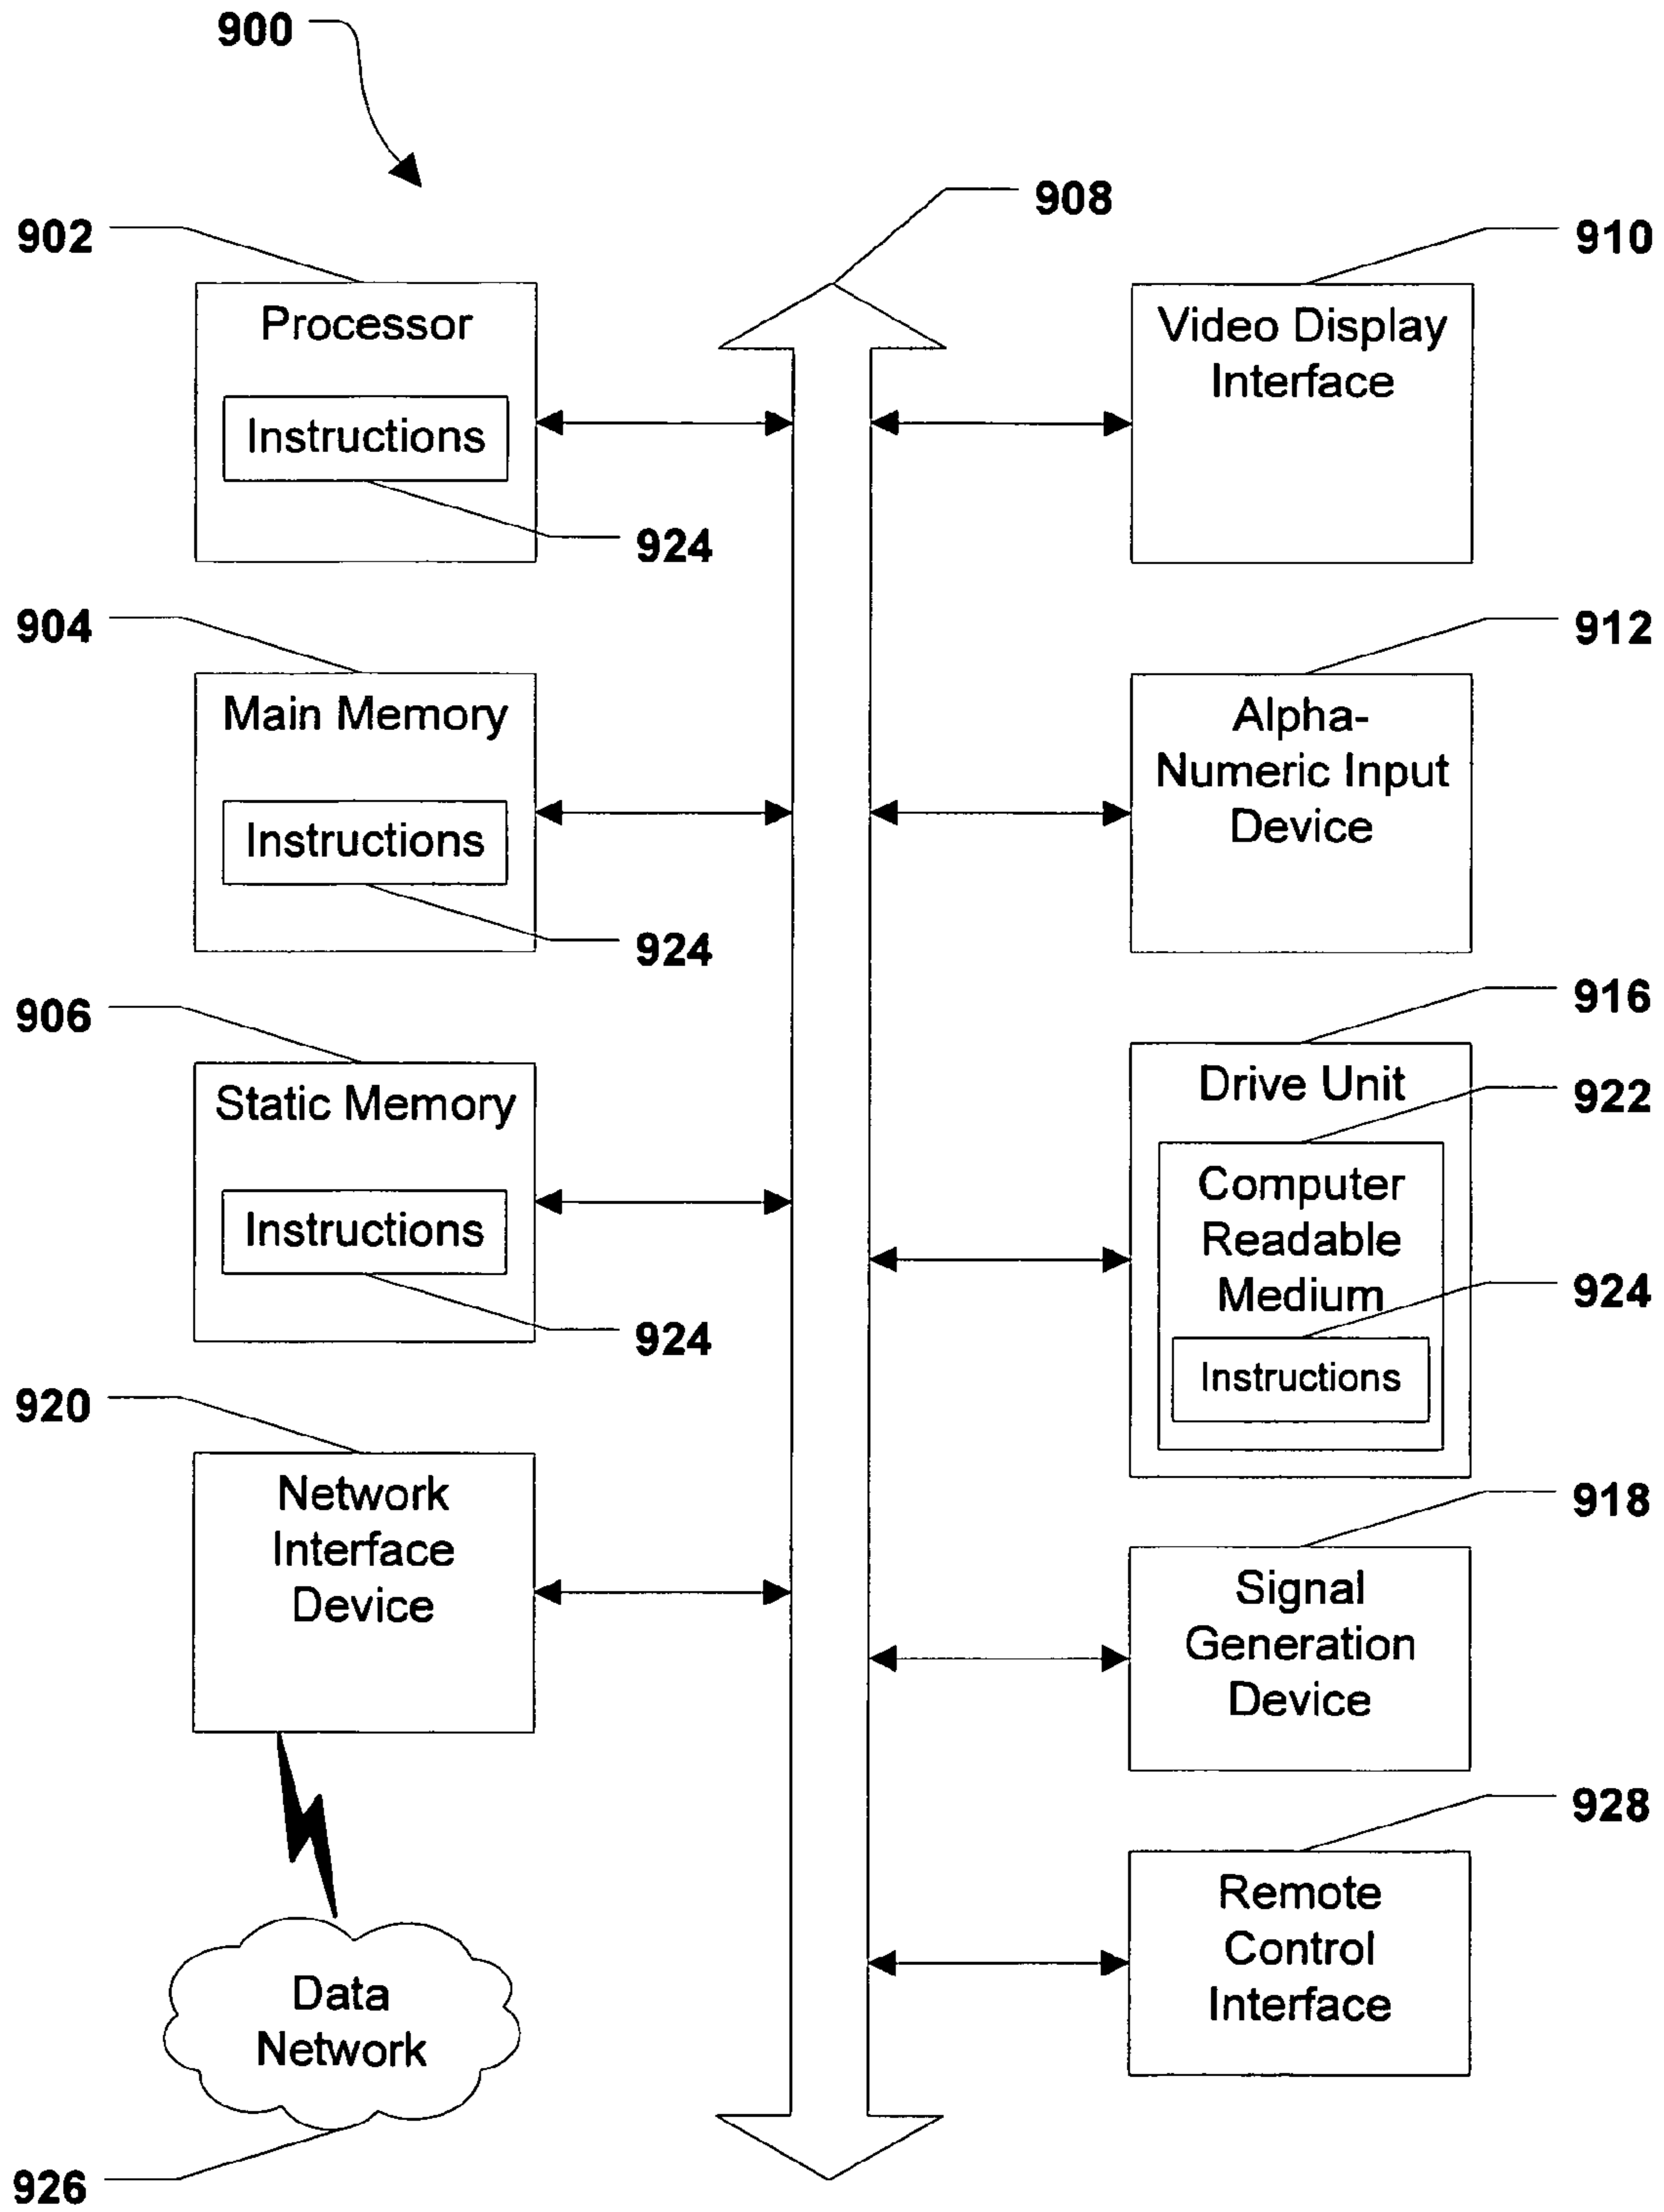 900
908
902
Processor
Instructions
924
904
Main Memory
Instructions
924
906
Static Memory
Instructions
924
920
Network
Interface
Device
Data
Network
926
910
Video Display
Interface
912
Alpha-
Numeric Input
Device
916
Drive Unit
922
Computer
Readable
Medium
924
Instructions
918
Signal
Generation
Device
928
Remote
Control
Interface